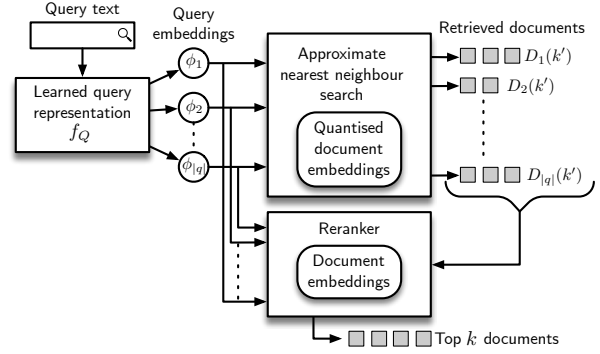 Query text
Query
embeddings
Retrieved documents
Learned query
representation
f_Q
ϕ_1
ϕ_2
ϕ_|q|
Approximate
nearest neighbour
search
Quantised
document
embeddings
D_1(k′)
D_2(k′)
D_|q|(k′)
Reranker
Document
embeddings
Top k documents